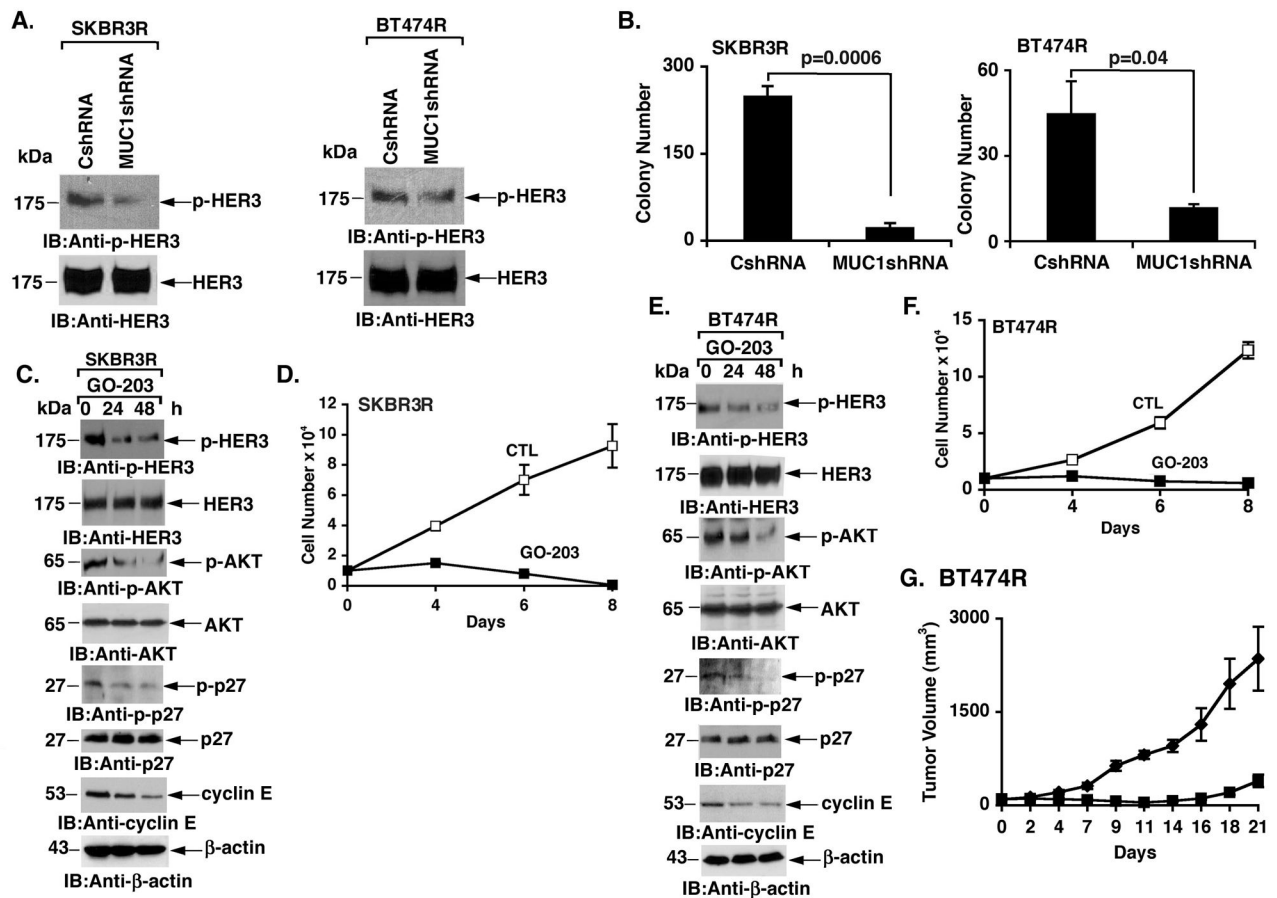 A.
SKBR3R
CshRNA
MUC1shRNA
kDa
175
p-HER3
IB:Anti-p-HER3
175
HER3
IB:Anti-HER3
BT474R
CshRNA
MUC1shRNA
kDa
175
p-HER3
IB:Anti-p-HER3
175
HER3
IB:Anti-HER3
B.
SKBR3R
p=0.0006
Colony Number
300
150
0
CshRNA MUC1shRNA
BT474R
p=0.04
Colony Number
60
40
20
0
CshRNA MUC1shRNA
C.
SKBR3R
GO-203
kDa 0 24 48 h
175 p-HER3
IB:Anti-p-HER3
175 HER3
IB:Anti-HER3
65 p-AKT
IB:Anti-p-AKT
65 AKT
IB:Anti-AKT
27 p-p27
IB:Anti-p-p27
27 p27
IB:Anti-p27
53 cyclin E
IB:Anti-cyclin E
43 β-actin
IB:Anti-β-actin
D.
SKBR3R
Cell Number x 10⁴
12
10
8
6
4
2
0
CTL
GO-203
0 4 6 8
Days
E.
BT474R
GO-203
kDa 0 24 48 h
175 p-HER3
IB:Anti-p-HER3
175 HER3
IB:Anti-HER3
65 p-AKT
IB:Anti-p-AKT
65 AKT
IB:Anti-AKT
27 p-p27
IB:Anti-p-p27
27 p27
IB:Anti-p27
53 cyclin E
IB:Anti-cyclin E
43 β-actin
IB:Anti-β-actin
F.
BT474R
Cell Number x 10⁴
15
10
5
0
CTL
GO-203
0 4 6 8
Days
G. BT474R
Tumor Volume (mm³)
3000
1500
0
0 2 4 7 9 11 14 16 18 21
Days